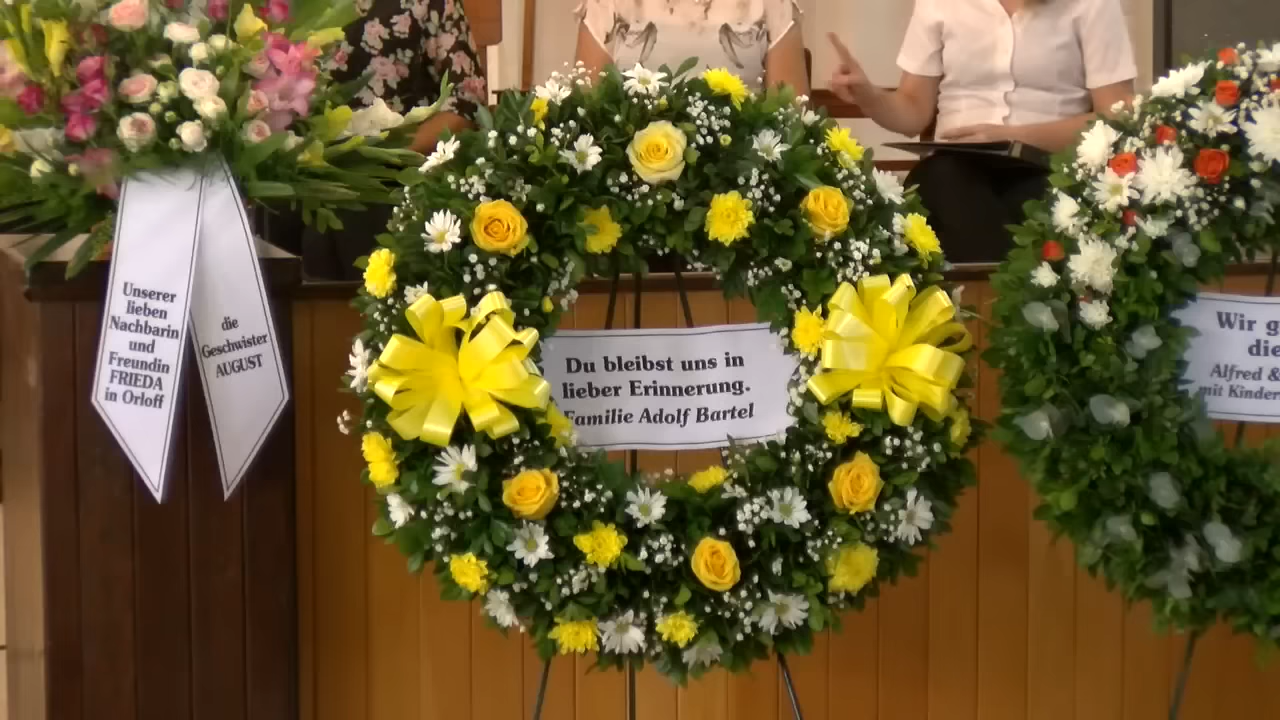 Unserer
lieben
Nachbarin
und
Freundin
FRIEDA
in Orloff
die
Geschwister
AUGUST
Du bleibst uns in
lieber Erinnerung.
Familie Adolf Bartel
Wir
die
Alfred &
mit Kinder